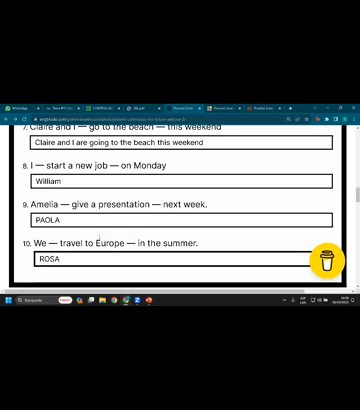 WhatsApp
7. Claire and I — go to the beach — this weekend
Claire and I are going to the beach this weekend
8. I — start a new job — on Monday
William
9. Amelia — give a presentation — next week.
PAOLA
10. We — travel to Europe — in the summer.
ROSA
Búsqueda